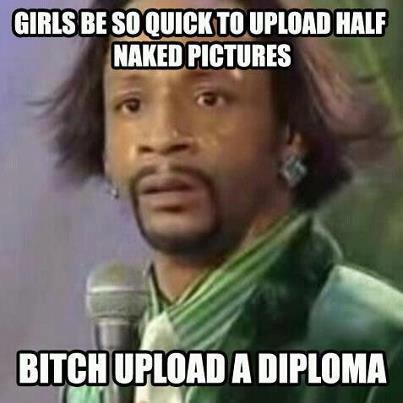 GIRLS BE SO QUICK TO UPLOAD HALF
NAKED PICTURES
BITCH UPLOAD A DIPLOMA